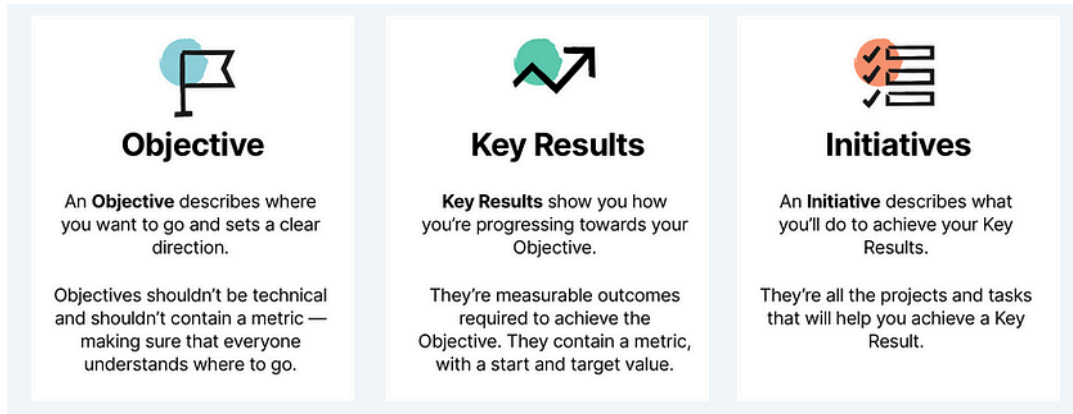 Objective
An Objective describes where
you want to go and sets a clear
direction.
Objectives shouldn’t be technical
and shouldn’t contain a metric —
making sure that everyone
understands where to go.
Key Results
Key Results show you how
you’re progressing towards your
Objective.
They’re measurable outcomes
required to achieve the
Objective. They contain a metric,
with a start and target value.
Initiatives
An Initiative describes what
you’ll do to achieve your Key
Results.
They’re all the projects and tasks
that will help you achieve a Key
Result.